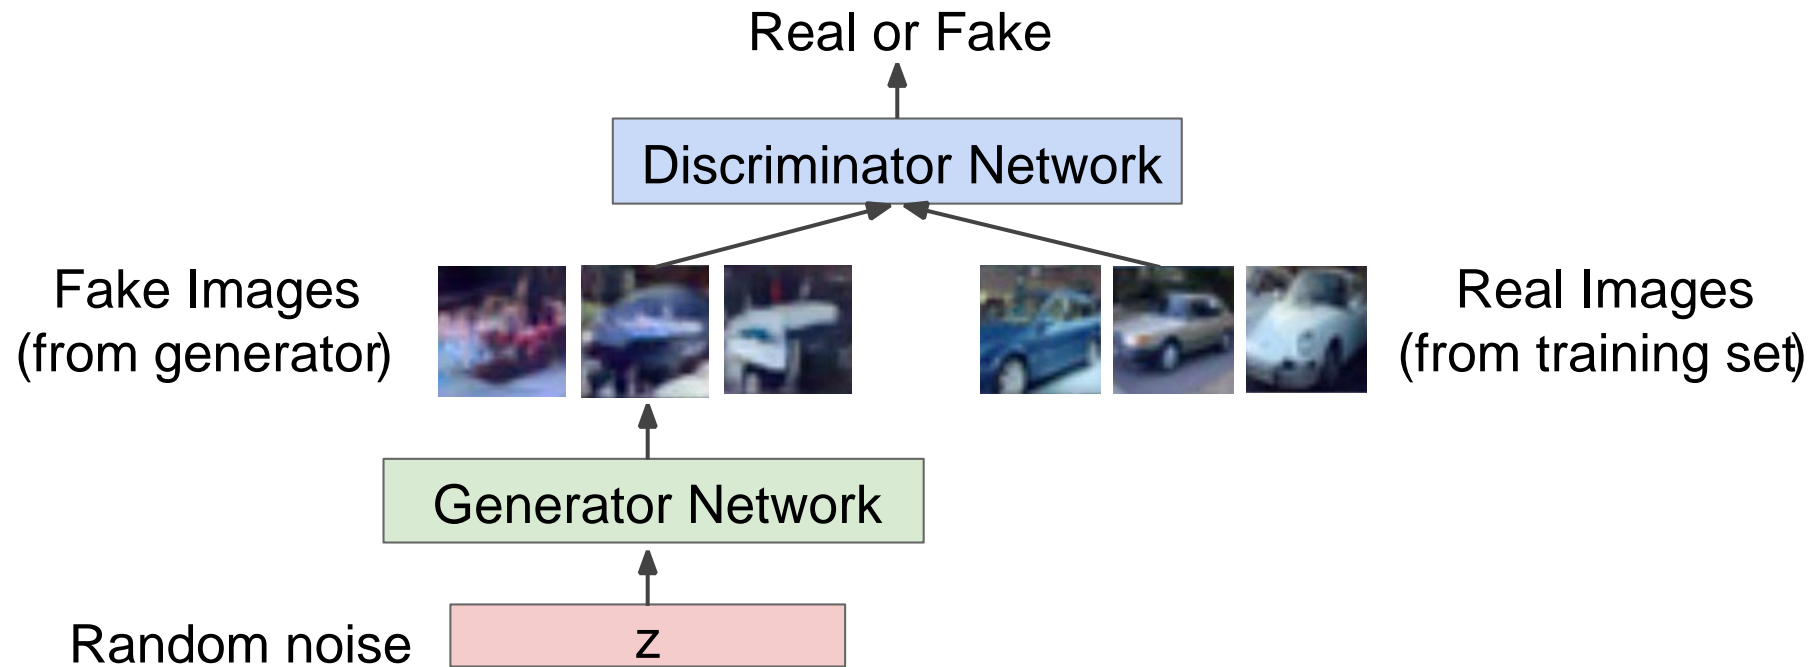 Real or Fake
Discriminator Network
Fake Images
(from generator)
Real Images
(from training set)
Generator Network
Random noise
z